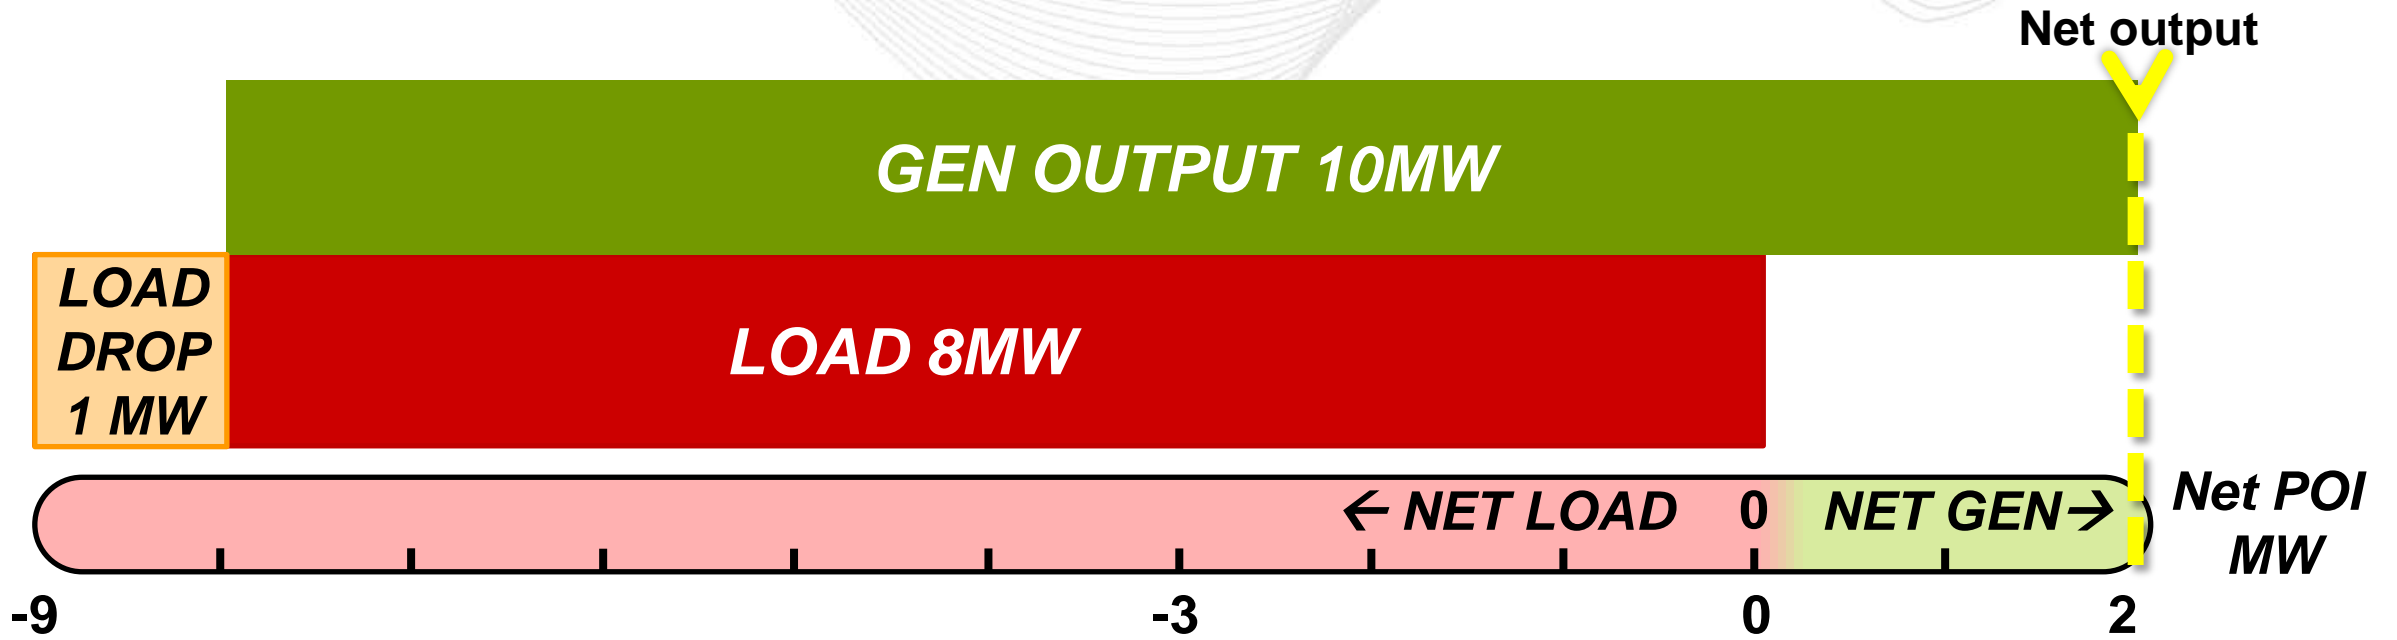 Net output
GEN OUTPUT 10MW
LOAD
DROP
1 MW
LOAD 8MW
← NET LOAD 0 NET GEN→
Net POI
MW
-9 -3 0 2